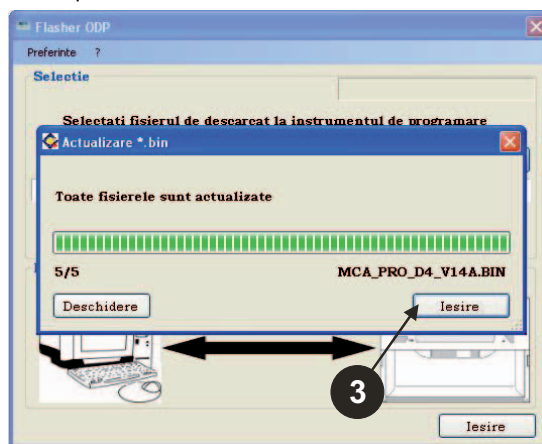 Flasher ODP
Preferinte ?
Selectie
Selectati fisierul de descarcat la instrumentul de programare
Actualizare *.bin
Toate fisierele sunt actualizate
5/5 MCA_PRO_D4_V14A.BIN
Deschidere Iesire
3
Iesire